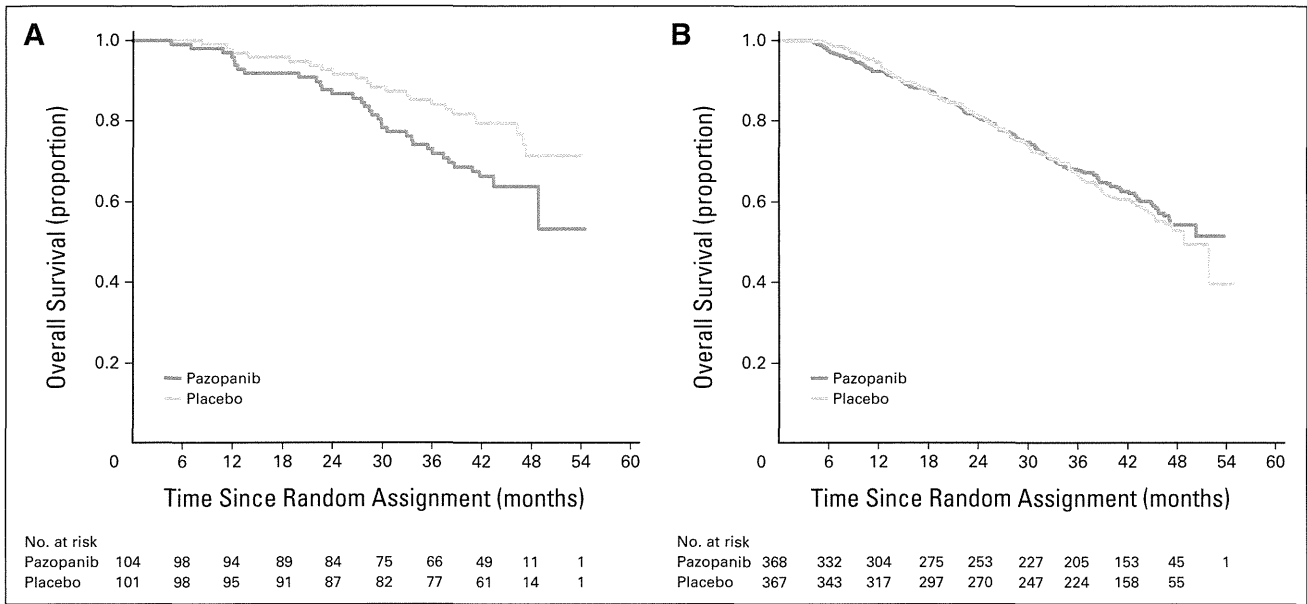 A
Overall Survival (proportion)
1.0
0.8
0.6
0.4
0.2
Pazopanib
Placebo
0 6 12 18 24 30 36 42 48 54 60
Time Since Random Assignment (months)
No. at risk
Pazopanib 104 98 94 89 84 75 66 49 11 1
Placebo 101 98 95 91 87 82 77 61 14 1
B
Overall Survival (proportion)
1.0
0.8
0.6
0.4
0.2
Pazopanib
Placebo
0 6 12 18 24 30 36 42 48 54 60
Time Since Random Assignment (months)
No. at risk
Pazopanib 368 332 304 275 253 227 205 153 45 1
Placebo 367 343 317 297 270 247 224 158 55